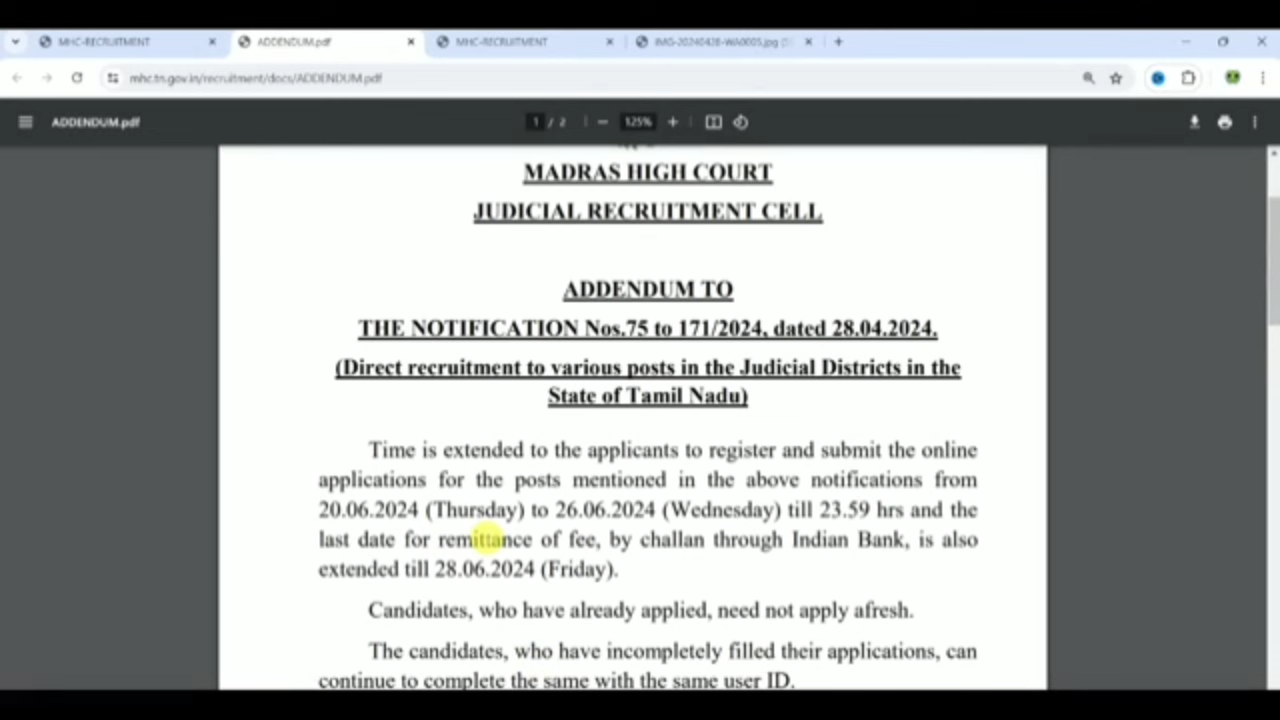 MHC-RECRUITMENT
ADDENDUM.pdf
MHC-RECRUITMENT
IMG-20240428-WA0005.jpg
mhc.tn.gov.in/recruitment/docs/ADDENDUM.pdf
ADDENDUM.pdf
1 / 2
125%
MADRAS HIGH COURT
JUDICIAL RECRUITMENT CELL
ADDENDUM TO
THE NOTIFICATION Nos.75 to 171/2024, dated 28.04.2024.
(Direct recruitment to various posts in the Judicial Districts in the
State of Tamil Nadu)
Time is extended to the applicants to register and submit the online
applications for the posts mentioned in the above notifications from
20.06.2024 (Thursday) to 26.06.2024 (Wednesday) till 23.59 hrs and the
last date for remittance of fee, by challan through Indian Bank, is also
extended till 28.06.2024 (Friday).
Candidates, who have already applied, need not apply afresh.
The candidates, who have incompletely filled their applications, can
continue to complete the same with the same user ID.